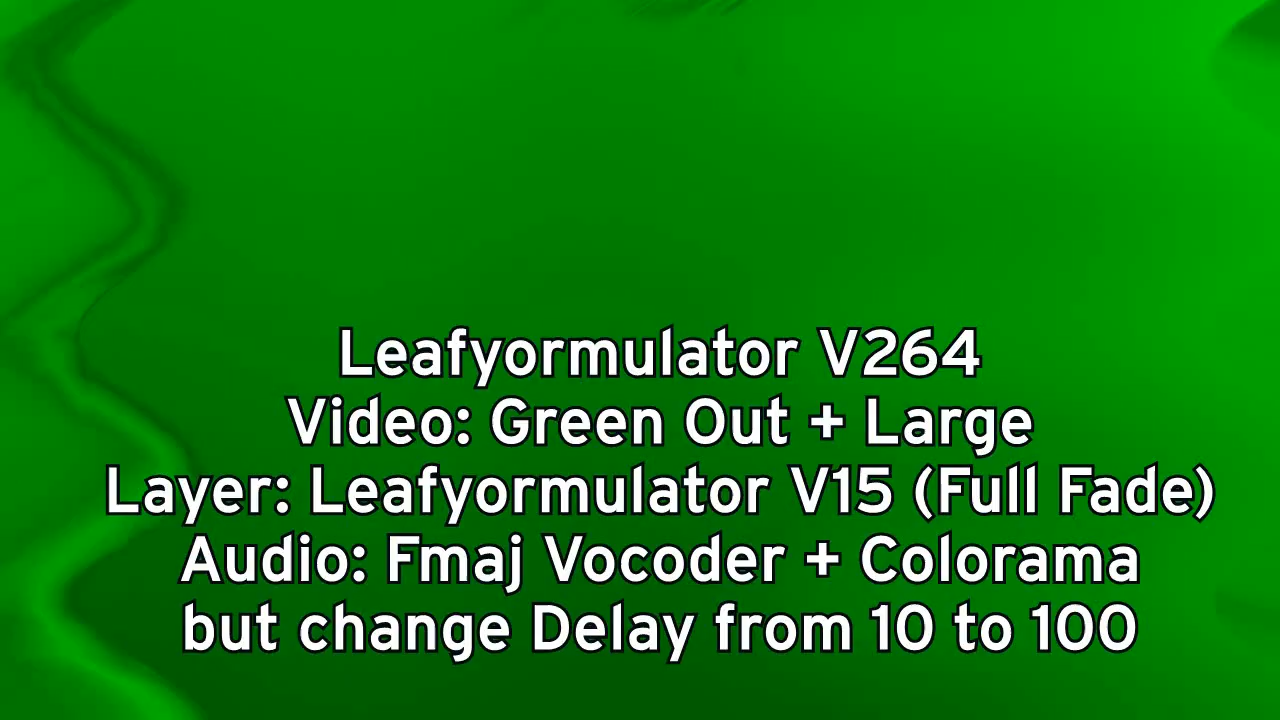 Leafyormulator V264
Video: Green Out + Large
Layer: Leafyormulator V15 (Full Fade)
Audio: Fmaj Vocoder + Colorama
but change Delay from 10 to 100